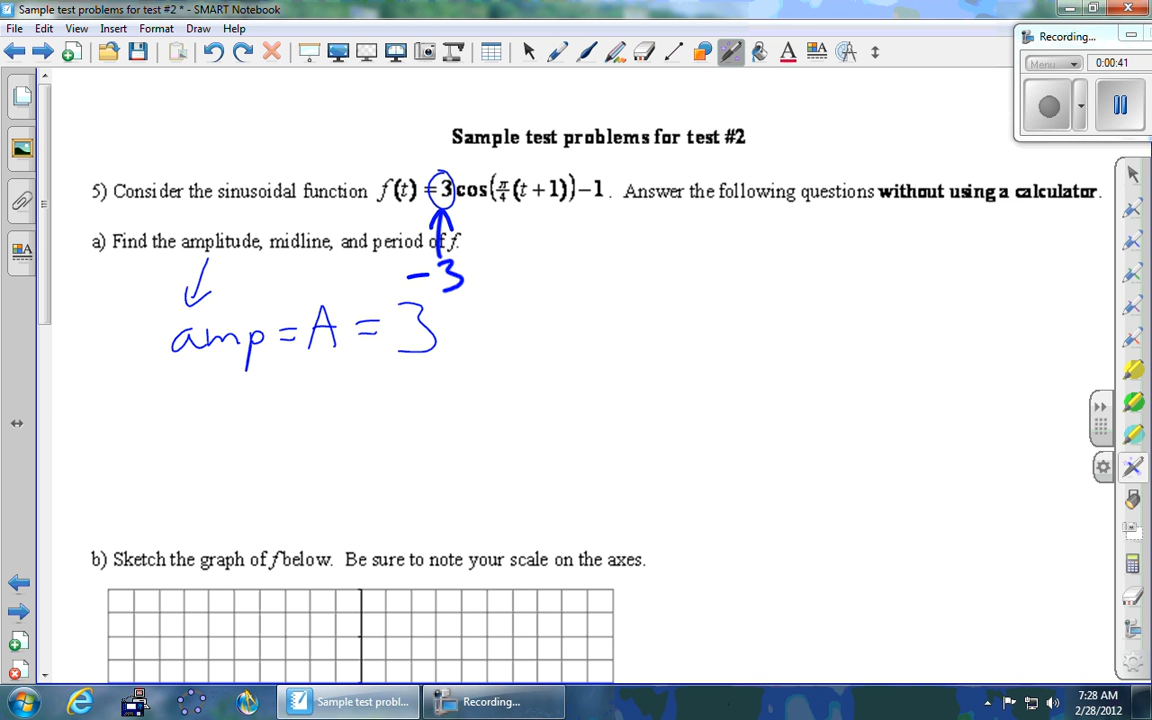 Sample test problems for test #2 * - SMART Notebook
File Edit View Insert Format Draw Help
Recording...
Menu 0:00:41
Sample test problems for test #2
5) Consider the sinusoidal function f(t) = 3cos(π/4(t+1))−1. Answer the following questions without using a calculator.
a) Find the amplitude, midline, and period of f.
-3
amp = A = 3
b) Sketch the graph of f below. Be sure to note your scale on the axes.
Sample test probl... Recording...
7:28 AM
2/28/2012